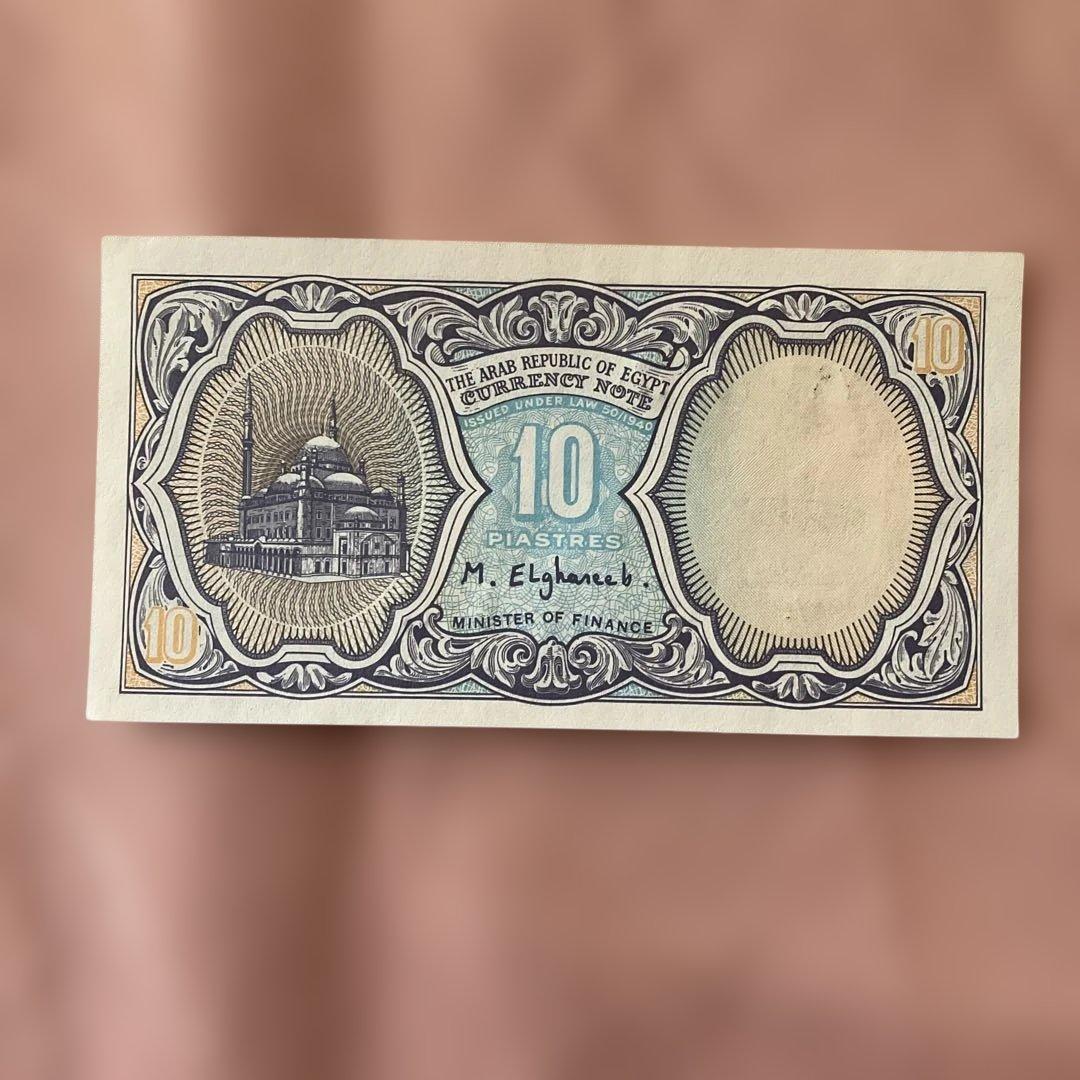 10
THE ARAB REPUBLIC OF EGYPT
CURRENCY NOTE
ISSUED UNDER LAW 50/1940
10
PIASTRES
M. Elghareeb.
MINISTER OF FINANCE
10